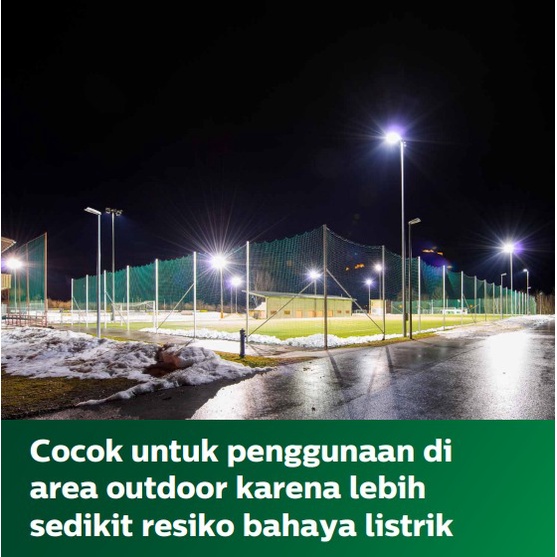 Cocok untuk penggunaan di
area outdoor karena lebih
sedikit resiko bahaya listrik